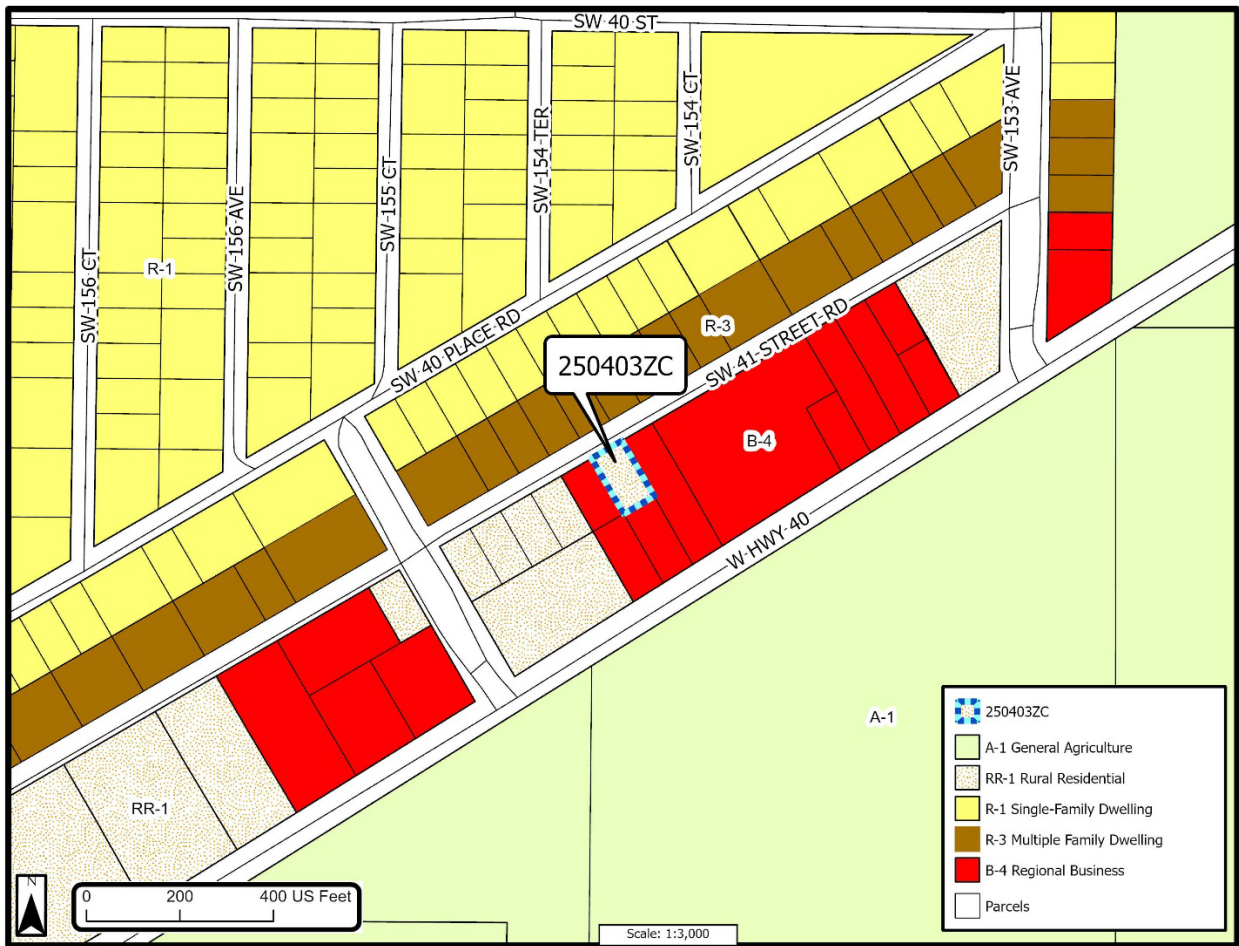 SW 40 ST
SW 156 CT
SW 156 AVE
SW 155 CT
SW 154 TER
SW 154 CT
SW 153 AVE
R-1
SW 40 PLACE RD
R-3
SW 41 STREET RD
250403ZC
B-4
W HWY 40
A-1
RR-1
250403ZC
A-1 General Agriculture
RR-1 Rural Residential
R-1 Single-Family Dwelling
R-3 Multiple Family Dwelling
B-4 Regional Business
Parcels
N
0 200 400 US Feet
Scale: 1:3,000